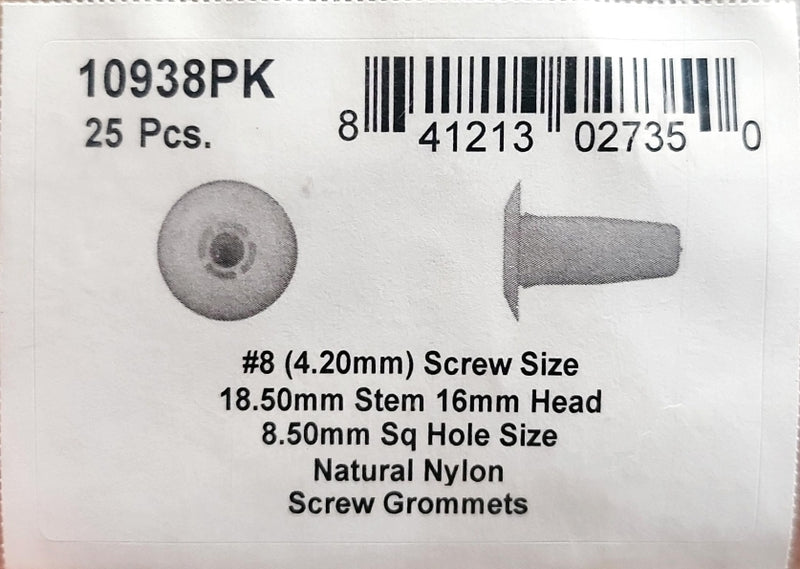 10938PK
25 Pcs.
8 41213 02735 0
#8 (4.20mm) Screw Size
18.50mm Stem 16mm Head
8.50mm Sq Hole Size
Natural Nylon
Screw Grommets